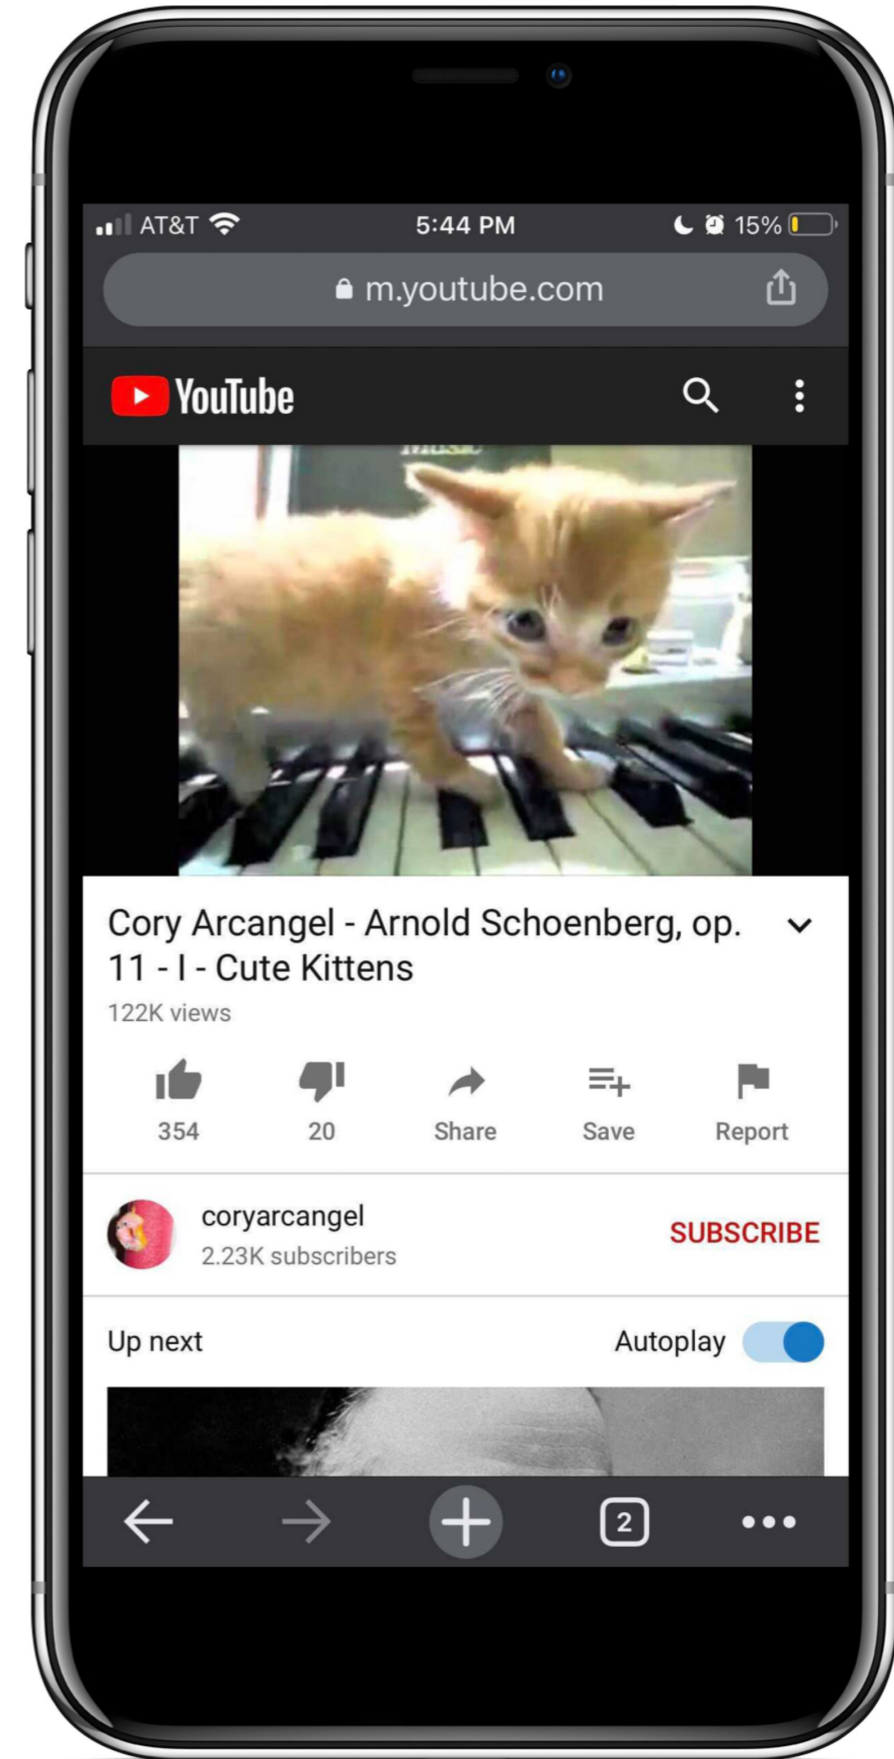 AT&T 5:44 PM 15%
m.youtube.com
YouTube
Music
Cory Arcangel - Arnold Schoenberg, op.
11 - I - Cute Kittens
122K views
354 20 Share Save Report
coryarcangel SUBSCRIBE
2.23K subscribers
Up next Autoplay
2